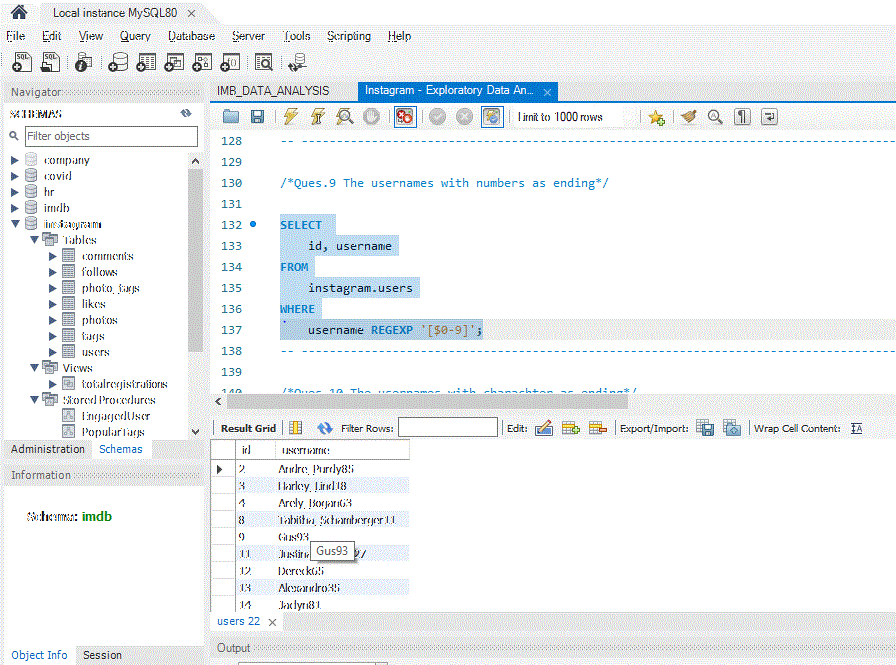 Local instance MySQL80
File Edit View Query Database Server Tools Scripting Help
Navigator
SCHEMAS
Filter objects
company
covid
hr
imdb
instagram
Tables
comments
follows
photo_tags
likes
photos
tags
users
Views
totalregistrations
Stored Procedures
EngagedUser
PopularTags
Administration Schemas
Information
Schema: imdb
Object Info Session
IMB_DATA_ANALYSIS Instagram - Exploratory Data An...
Limit to 1000 rows
128 -- ----
129
130 /*Ques.9 The usernames with numbers as ending*/
131
132 SELECT
133 id, username
134 FROM
135 instagram.users
136 WHERE
137 username REGEXP '[$0-9]';
138 -- ----
139
140 /*Ques.10 The usernames with charachter as ending*/
Result Grid Filter Rows: Edit: Export/Import: Wrap Cell Content:
id username
2 Andre_Purdy85
3 Harley_Lind18
4 Arely_Bogan63
8 Tabitha_Schamberger11
9 Gus93
Gus93
11 Justina 27
12 Dereck65
13 Alexandro35
14 Jaclyn81
users 22
Output